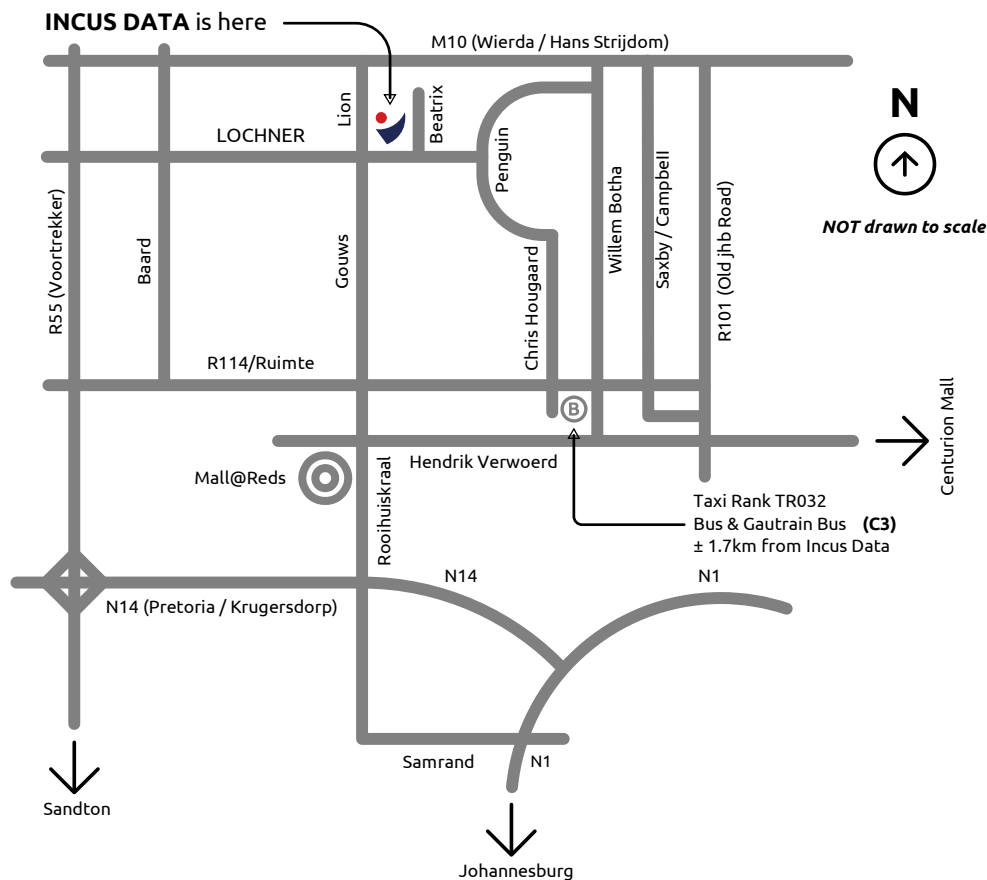 INCUS DATA is here
M10 (Wierda / Hans Strijdom)
Lion
Beatrix
N
LOCHNER
Penguin
NOT drawn to scale
R55 (Voortrekker)
Baard
Gouws
Chris Hougaard
Willem Botha
Saxby / Campbell
R101 (Old jhb Road)
R114/Ruimte
B
Centurion Mall
Hendrik Verwoerd
Mall@Reds
Rooihuiskraal
Taxi Rank TR032
Bus & Gautrain Bus (C3)
± 1.7km from Incus Data
N14
N1
N14 (Pretoria / Krugersdorp)
Samrand
N1
Sandton
Johannesburg